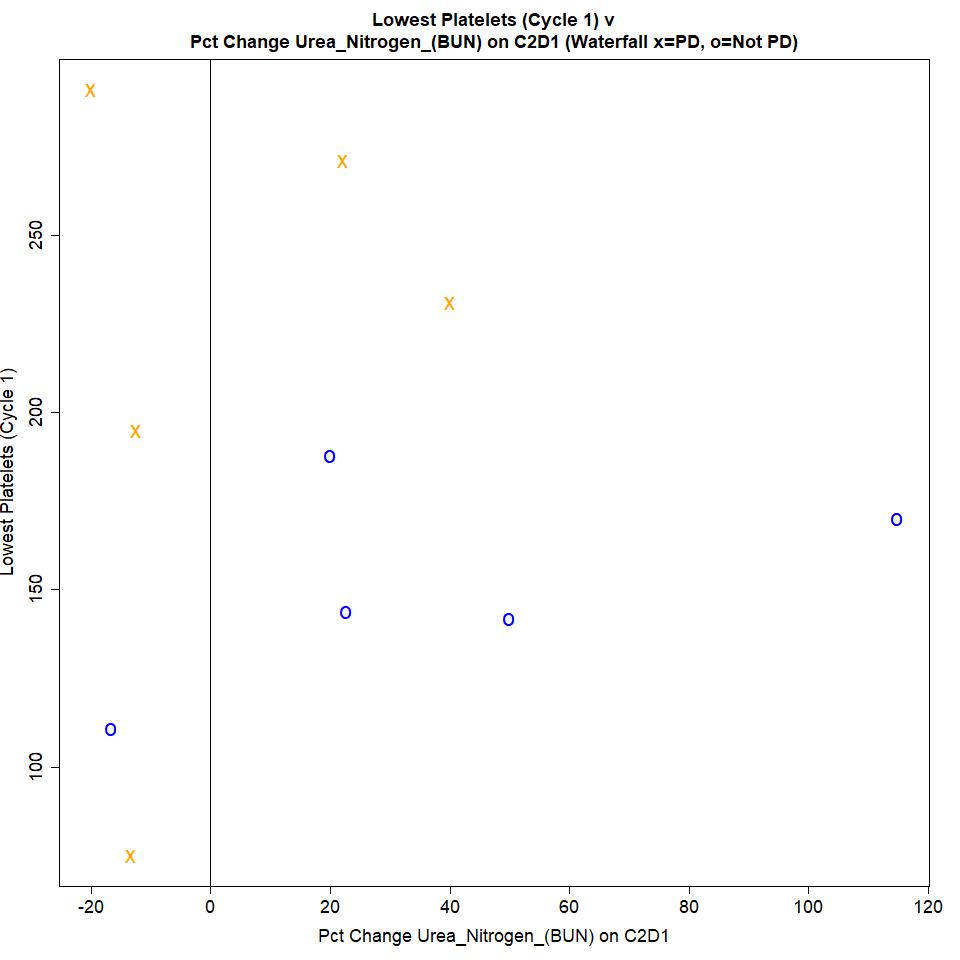 Lowest Platelets (Cycle 1) v
Pct Change Urea_Nitrogen_(BUN) on C2D1 (Waterfall x=PD, o=Not PD)
Lowest Platelets (Cycle 1)
250
200
150
100
X
X
X
X
O
O
O
O
O
X
-20
0
20
40
60
80
100
120
Pct Change Urea_Nitrogen_(BUN) on C2D1